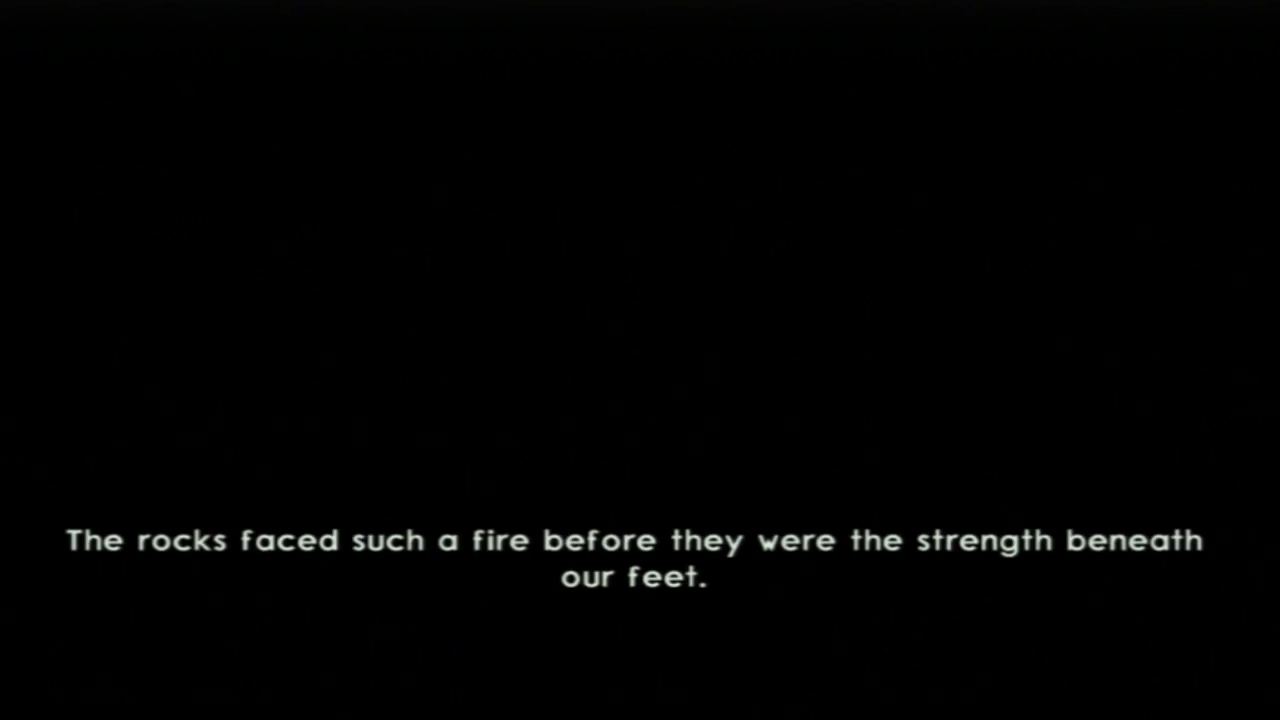 The rocks faced such a fire before they were the strength beneath
our feet.